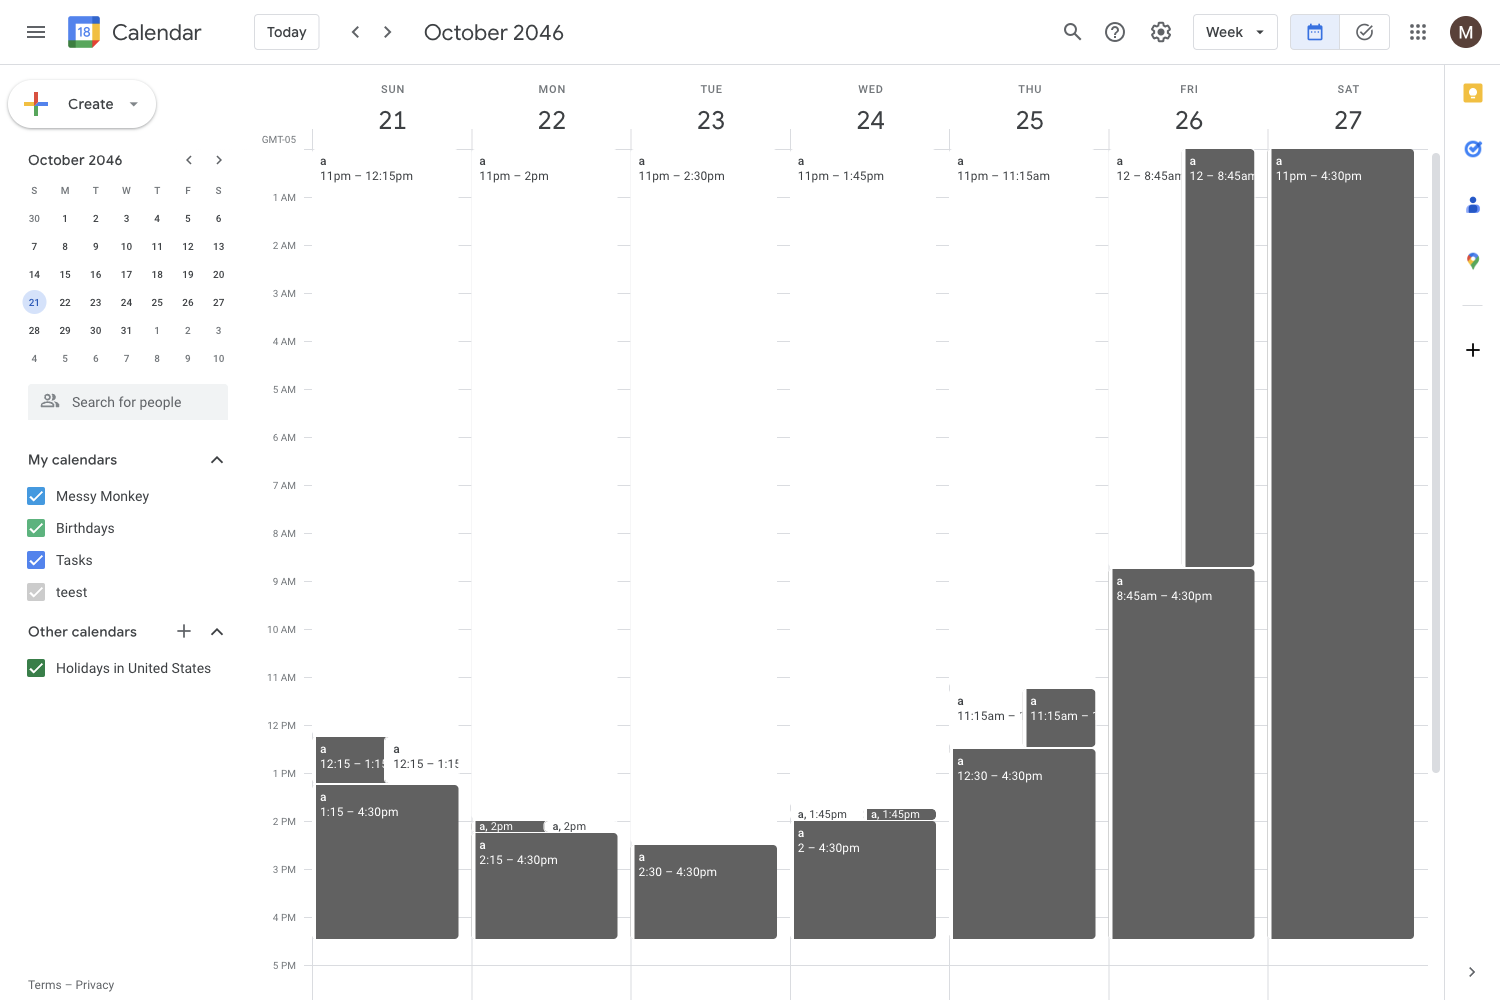 18 Calendar
Today
October 2046
Week
M
Create
SUN MON TUE WED THU FRI SAT
21 22 23 24 25 26 27
GMT-05
October 2046
S M T W T F S
30 1 2 3 4 5 6
7 8 9 10 11 12 13
14 15 16 17 18 19 20
21 22 23 24 25 26 27
28 29 30 31 1 2 3
4 5 6 7 8 9 10
Search for people
My calendars
Messy Monkey
Birthdays
Tasks
teest
Other calendars
Holidays in United States
Terms – Privacy
1 AM
2 AM
3 AM
4 AM
5 AM
6 AM
7 AM
8 AM
9 AM
10 AM
11 AM
12 PM
1 PM
2 PM
3 PM
4 PM
5 PM
a
11pm – 12:15pm
a
12:15 – 1:15
a
12:15 – 1:15
a
1:15 – 4:30pm
a
11pm – 2pm
a, 2pm
a, 2pm
a
2:15 – 4:30pm
a
11pm – 2:30pm
a
2:30 – 4:30pm
a
11pm – 1:45pm
a, 1:45pm
a, 1:45pm
a
2 – 4:30pm
a
11pm – 11:15am
a
11:15am –
a
11:15am –
a
12:30 – 4:30pm
a
12 – 8:45am
a
12 – 8:45am
a
8:45am – 4:30pm
a
11pm – 4:30pm